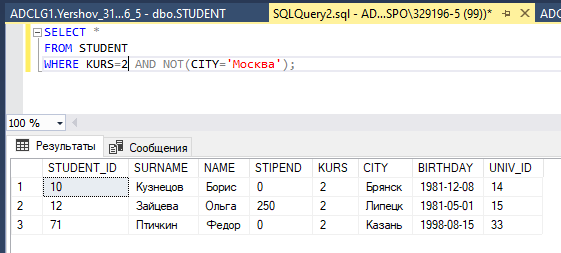 ADCLG1.Yershov_31...6_5 - dbo.STUDENT SQLQuery2.sql - AD...SPO\329196-5 (99))* ADC
SELECT *
FROM STUDENT
WHERE KURS=2 AND NOT(CITY='Москва');
100 %
Результаты Сообщения
STUDENT_ID SURNAME NAME STIPEND KURS CITY BIRTHDAY UNIV_ID
1 10 Кузнецов Борис 0 2 Брянск 1981-12-08 14
2 12 Зайцева Ольга 250 2 Липецк 1981-05-01 15
3 71 Птичкин Федор 0 2 Казань 1998-08-15 33